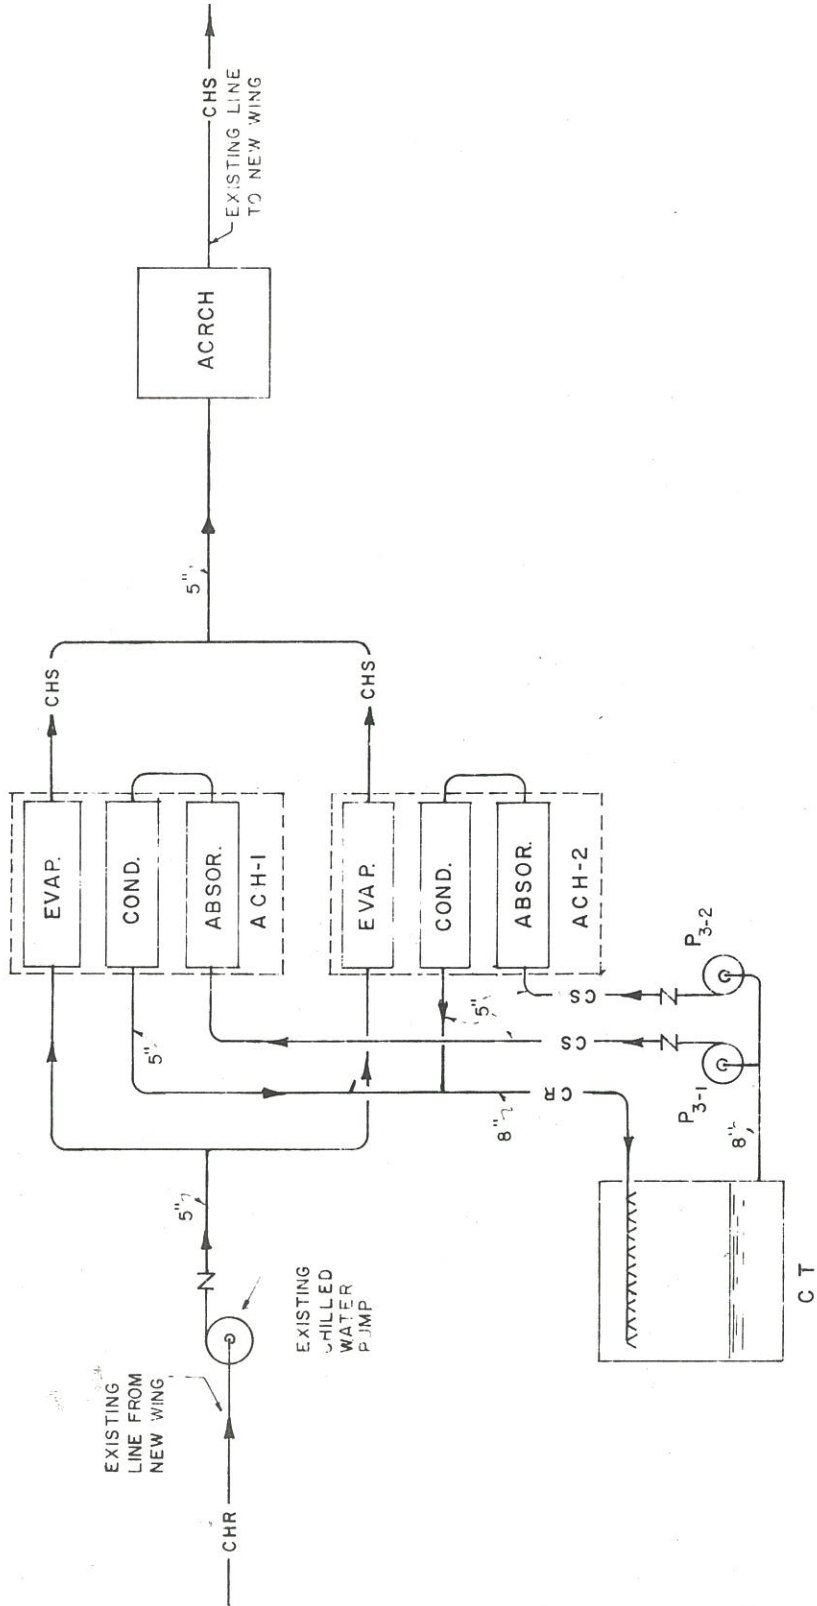 CHR
EXISTING
LINE FROM
NEW WING
EXISTING
CHILLED
WATER
PUMP
5"
EVAP.
COND.
ABSOR.
ACH-1
5"
CHS
EVAP.
COND.
ABSOR.
ACH-2
5"
CHS
CS
CS
CR
8"
P3-1
P3-2
8"
CT
5"
ACRCH
EXISTING LINE
TO NEW WING
CHS